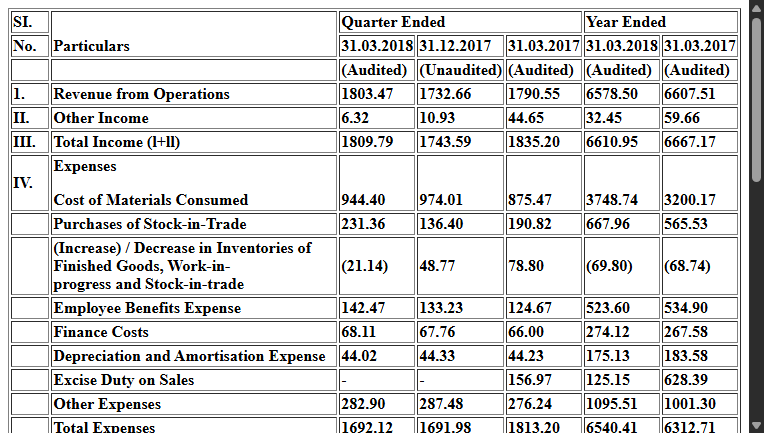 SI. Quarter Ended Year Ended
No. Particulars 31.03.2018 31.12.2017 31.03.2017 31.03.2018 31.03.2017
(Audited) (Unaudited) (Audited) (Audited) (Audited)
1. Revenue from Operations 1803.47 1732.66 1790.55 6578.50 6607.51
II. Other Income 6.32 10.93 44.65 32.45 59.66
III. Total Income (l+ll) 1809.79 1743.59 1835.20 6610.95 6667.17
IV. Expenses
Cost of Materials Consumed 944.40 974.01 875.47 3748.74 3200.17
Purchases of Stock-in-Trade 231.36 136.40 190.82 667.96 565.53
(Increase) / Decrease in Inventories of
Finished Goods, Work-in- (21.14) 48.77 78.80 (69.80) (68.74)
progress and Stock-in-trade
Employee Benefits Expense 142.47 133.23 124.67 523.60 534.90
Finance Costs 68.11 67.76 66.00 274.12 267.58
Depreciation and Amortisation Expense 44.02 44.33 44.23 175.13 183.58
Excise Duty on Sales - - 156.97 125.15 628.39
Other Expenses 282.90 287.48 276.24 1095.51 1001.30
Total Expenses 1692.12 1691.98 1813.20 6540.41 6312.71